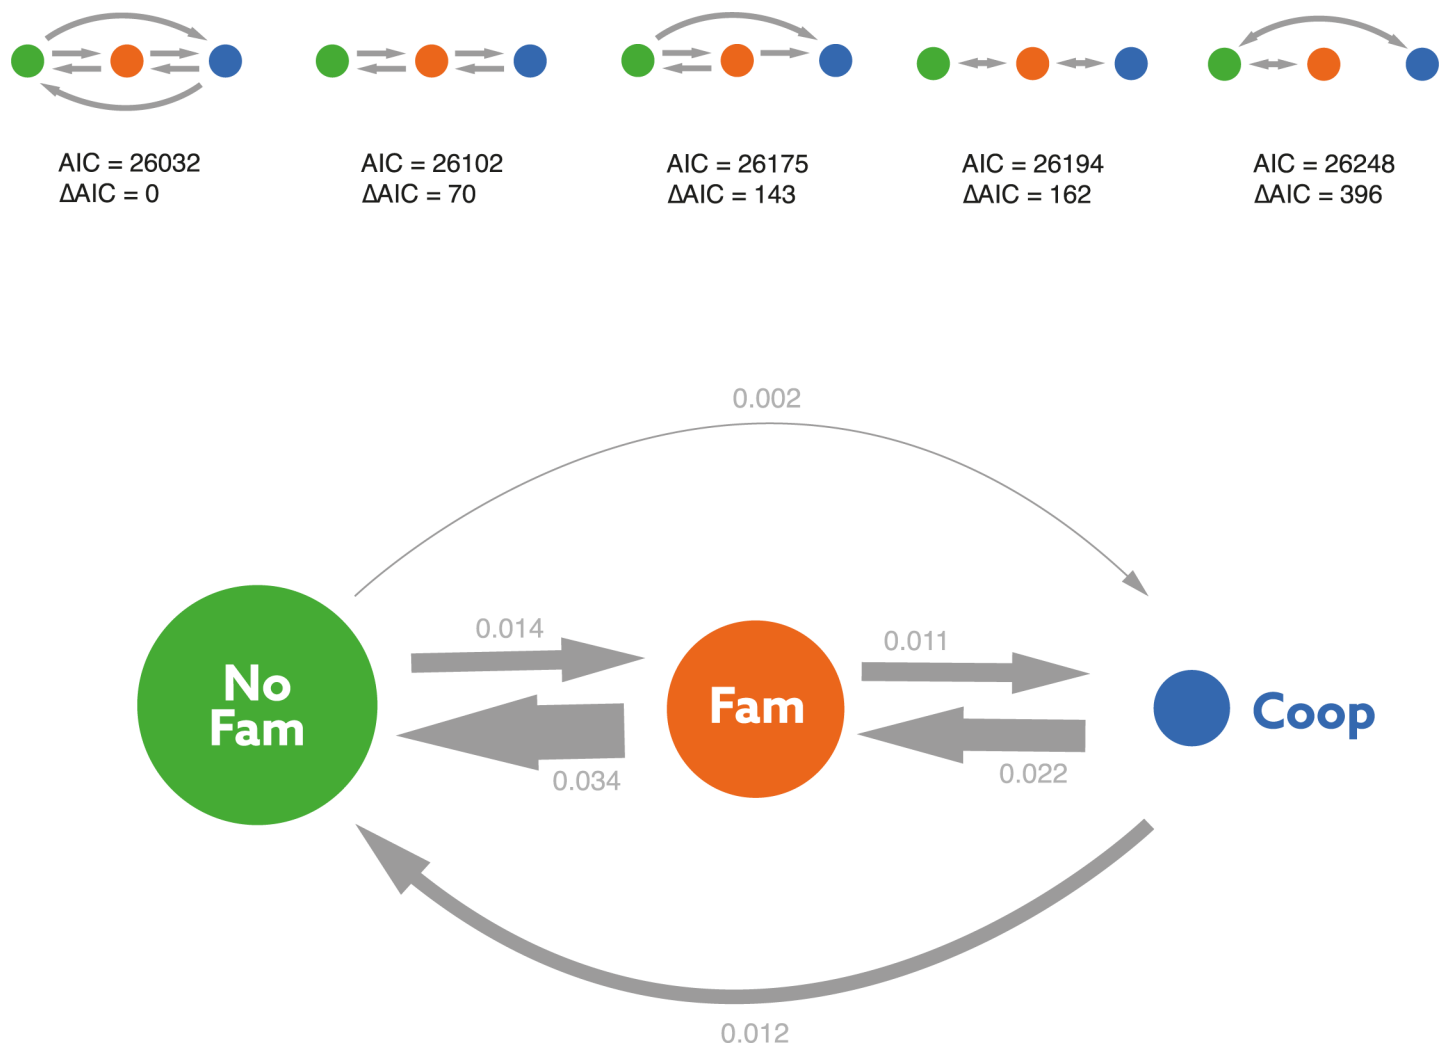 AIC = 26032
ΔAIC = 0
AIC = 26102
ΔAIC = 70
AIC = 26175
ΔAIC = 143
AIC = 26194
ΔAIC = 162
AIC = 26248
ΔAIC = 396
0.002
0.014
0.011
No
Fam
Fam
Coop
0.034
0.022
0.012